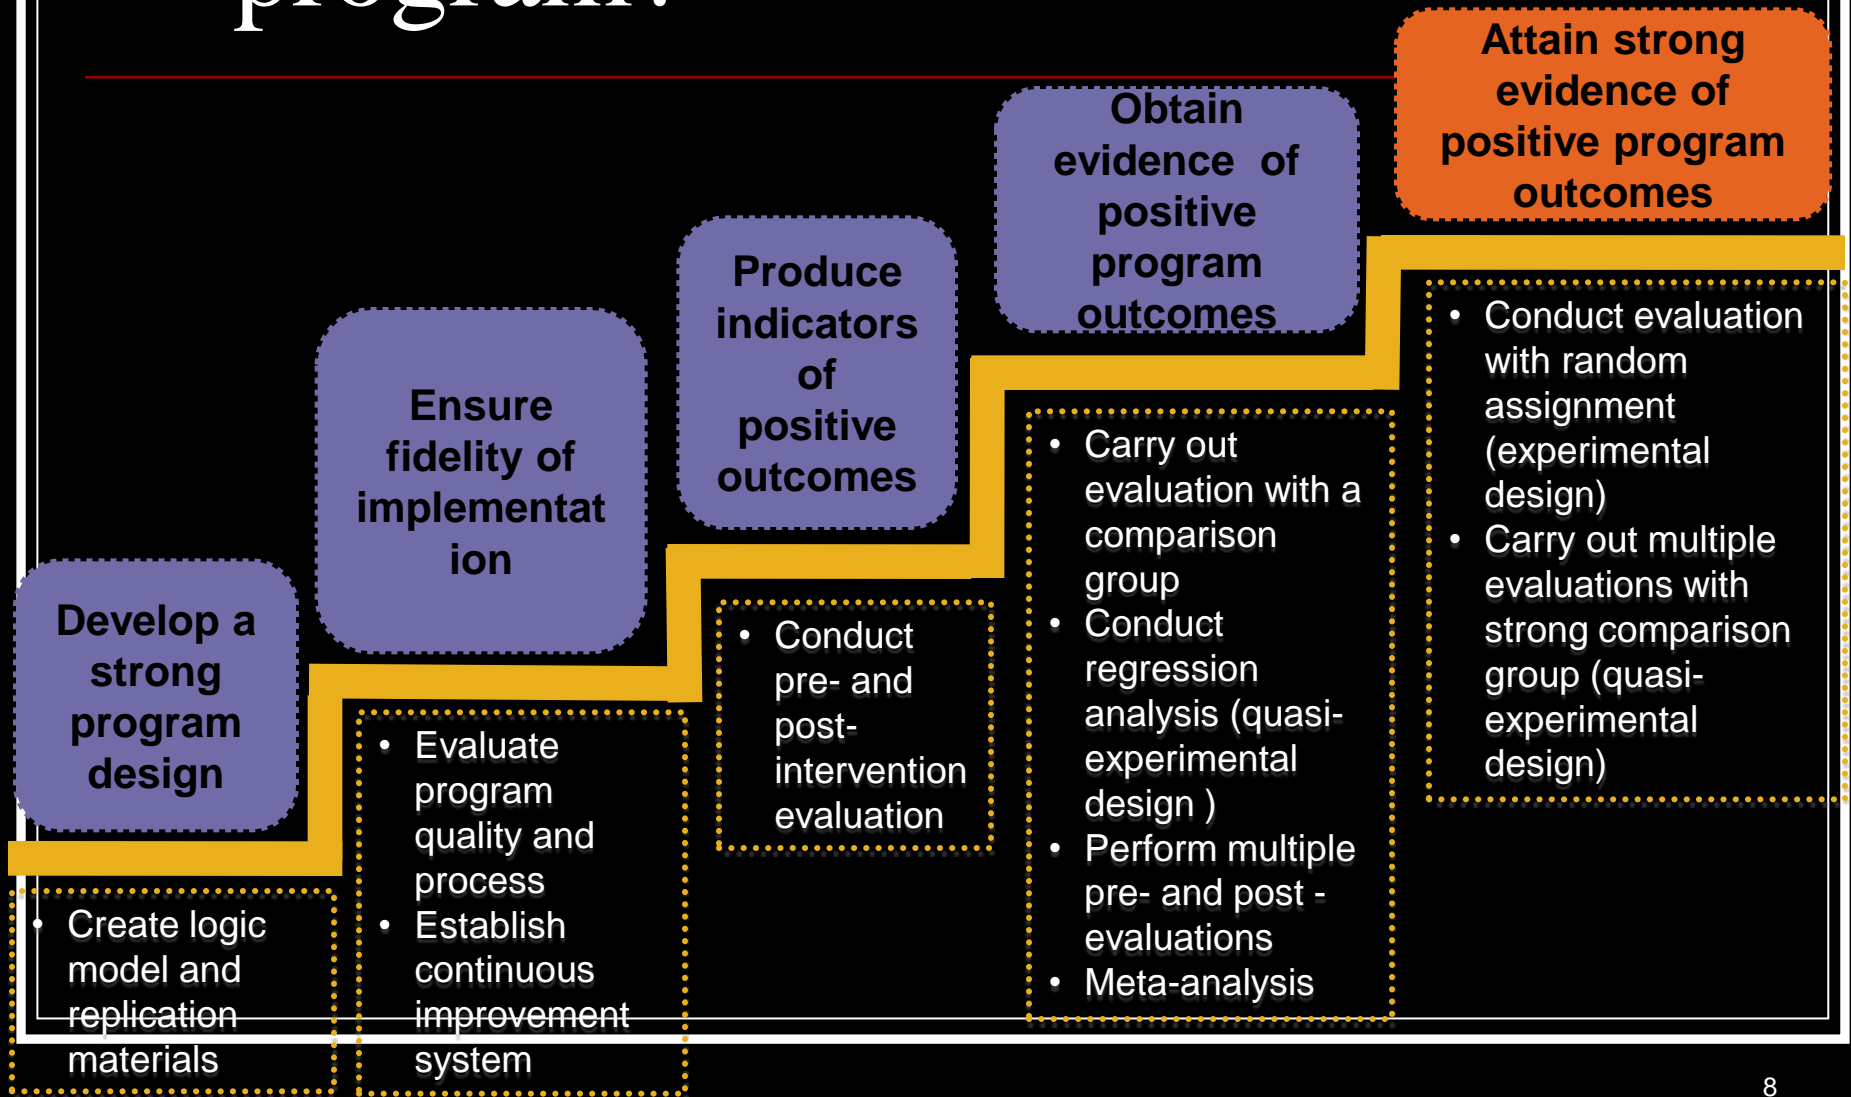 program?
Develop a
strong
program
design
• Create logic
model and
replication
materials
Ensure
fidelity of
implementat
ion
• Evaluate
program
quality and
process
• Establish
continuous
improvement
system
Produce
indicators
of
positive
outcomes
• Conduct
pre- and
post-
intervention
evaluation
Obtain
evidence of
positive
program
outcomes
• Carry out
evaluation with a
comparison
group
• Conduct
regression
analysis (quasi-
experimental
design )
• Perform multiple
pre- and post -
evaluations
• Meta-analysis
Attain strong
evidence of
positive program
outcomes
• Conduct evaluation
with random
assignment
(experimental
design)
• Carry out multiple
evaluations with
strong comparison
group (quasi-
experimental
design)
8